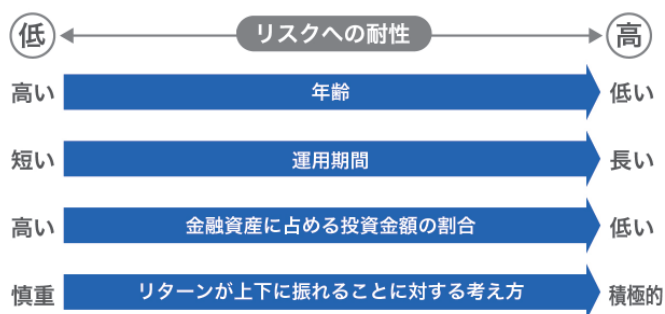 低 リスクへの耐性 高
高い 年齢 低い
短い 運用期間 長い
高い 金融資産に占める投資金額の割合 低い
慎重 リターンが上下に振れることに対する考え方 積極的